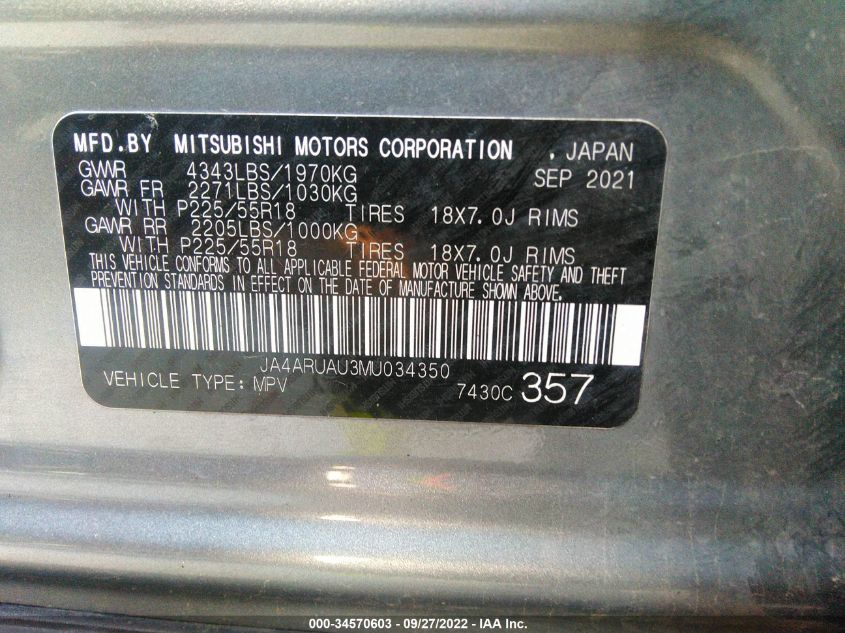 MFD.BY MITSUBISHI MOTORS CORPORATION , JAPAN
GVWR 4343LBS/1970KG SEP 2021
GAWR FR 2271LBS/1030KG
WITH P225/55R18 TIRES 18X7.0J RIMS
GAWR RR 2205LBS/1000KG
WITH P225/55R18 TIRES 18X7.0J RIMS
THIS VEHICLE CONFORMS TO ALL APPLICABLE FEDERAL MOTOR VEHICLE SAFETY AND THEFT
PREVENTION STANDARDS IN EFFECT ON THE DATE OF MANUFACTURE SHOWN ABOVE.
JA4ARUAU3MU034350
VEHICLE TYPE: MPV 7430C 357
000-34570603 - 09/27/2022 - IAA Inc.